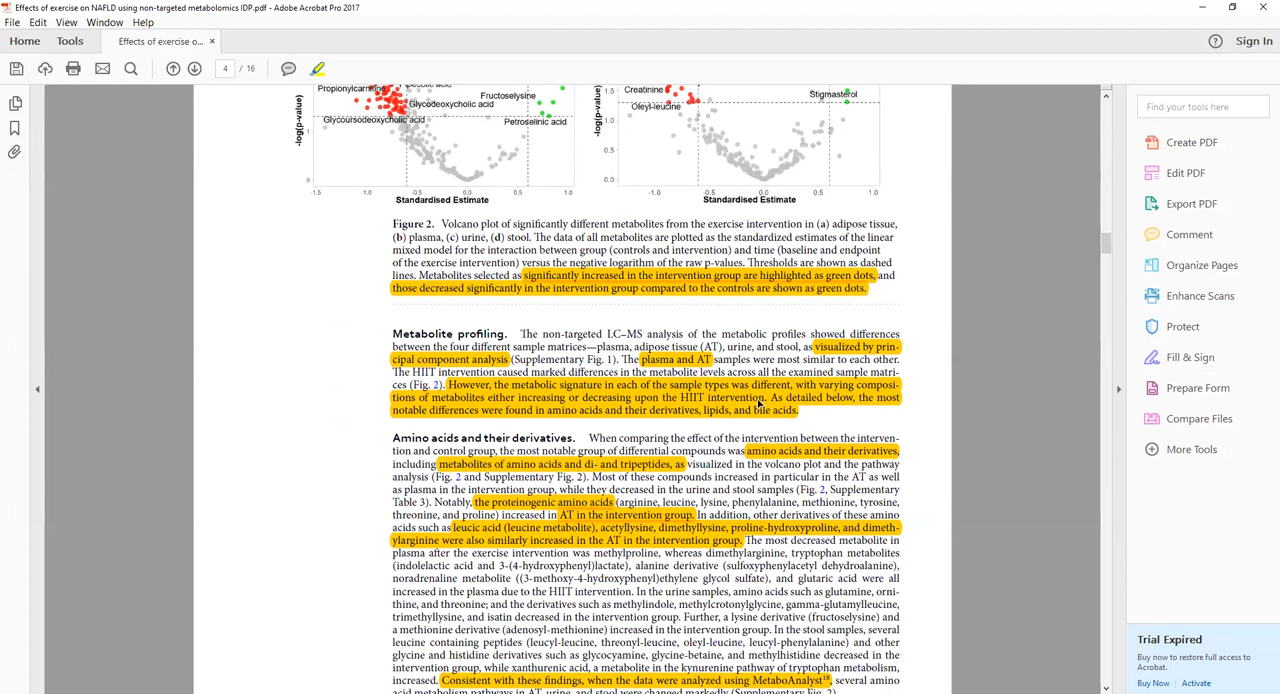 Effects of exercise on NAFLD using non-targeted metabolomics IDP.pdf - Adobe Acrobat Pro 2017
File Edit View Window Help
Home Tools Effects of exercise o... × Sign In
4 / 16
Propionylcarnitine
Glycodeoxycholic acid
Fructoselysine
Glycoursodeoxycholic acid
Petroselinic acid
-log(p-value)
1
0
-1.5 -1.0 -0.5 0.0 0.5 1.0
Standardised Estimate
Creatinine
Oleyl-leucine
Stigmasterol
-log(p-value)
1.5
1.0
0.5
0.0
-1.0 -0.5 0.0 0.5 1.0
Standardised Estimate
Figure 2. Volcano plot of significantly different metabolites from the exercise intervention in (a) adipose tissue,
(b) plasma, (c) urine, (d) stool. The data of all metabolites are plotted as the standardized estimates of the linear
mixed model for the interaction between group (controls and intervention) and time (baseline and endpoint
of the exercise intervention) versus the negative logarithm of the raw p-values. Thresholds are shown as dashed
lines. Metabolites selected as significantly increased in the intervention group are highlighted as green dots, and
those decreased significantly in the intervention group compared to the controls are shown as green dots.
Metabolite profiling. The non-targeted LC–MS analysis of the metabolic profiles showed differences
between the four different sample matrices—plasma, adipose tissue (AT), urine, and stool, as visualized by prin-
cipal component analysis (Supplementary Fig. 1). The plasma and AT samples were most similar to each other.
The HIIT intervention caused marked differences in the metabolite levels across all the examined sample matri-
ces (Fig. 2). However, the metabolic signature in each of the sample types was different, with varying composi-
tions of metabolites either increasing or decreasing upon the HIIT intervention. As detailed below, the most
notable differences were found in amino acids and their derivatives, lipids, and bile acids.
Amino acids and their derivatives. When comparing the effect of the intervention between the interven-
tion and control group, the most notable group of differential compounds was amino acids and their derivatives,
including metabolites of amino acids and di- and tripeptides, as visualized in the volcano plot and the pathway
analysis (Fig. 2 and Supplementary Fig. 2). Most of these compounds increased in particular in the AT as well
as plasma in the intervention group, while they decreased in the urine and stool samples (Fig. 2, Supplementary
Table 3). Notably, the proteinogenic amino acids (arginine, leucine, lysine, phenylalanine, methionine, tyrosine,
threonine, and proline) increased in AT in the intervention group. In addition, other derivatives of these amino
acids such as leucic acid (leucine metabolite), acetyllysine, dimethyllysine, proline-hydroxyproline, and dimeth-
ylarginine were also similarly increased in the AT in the intervention group. The most decreased metabolite in
plasma after the exercise intervention was methylproline, whereas dimethylarginine, tryptophan metabolites
(indolelactic acid and 3-(4-hydroxyphenyl)lactate), alanine derivative (sulfoxyphenylacetyl dehydroalanine),
noradrenaline metabolite ((3-methoxy-4-hydroxyphenyl)ethylene glycol sulfate), and glutaric acid were all
increased in the plasma due to the HIIT intervention. In the urine samples, amino acids such as glutamine, orni-
thine, and threonine; and the derivatives such as methylindole, methylcrotonylglycine, gamma-glutamylleucine,
trimethyllysine, and isatin decreased in the intervention group. Further, a lysine derivative (fructoselysine) and
a methionine derivative (adenosyl-methionine) increased in the intervention group. In the stool samples, several
leucine containing peptides (leucyl-leucine, threonyl-leucine, oleyl-leucine, leucyl-phenylalanine) and other
glycine and histidine derivatives such as glycocyamine, glycine-betaine, and methylhistidine decreased in the
intervention group, while xanthurenic acid, a metabolite in the kynurenine pathway of tryptophan metabolism,
increased. Consistent with these findings, when the data were analyzed using MetaboAnalyst18, several amino
acid metabolism pathways in AT, urine, and stool were changed markedly (Supplementary Fig. 2).
Find your tools here
Create PDF
Edit PDF
Export PDF
Comment
Organize Pages
Enhance Scans
Protect
Fill & Sign
Prepare Form
Compare Files
More Tools
Trial Expired
Buy now to restore full access to
Acrobat.
Buy Now Activate